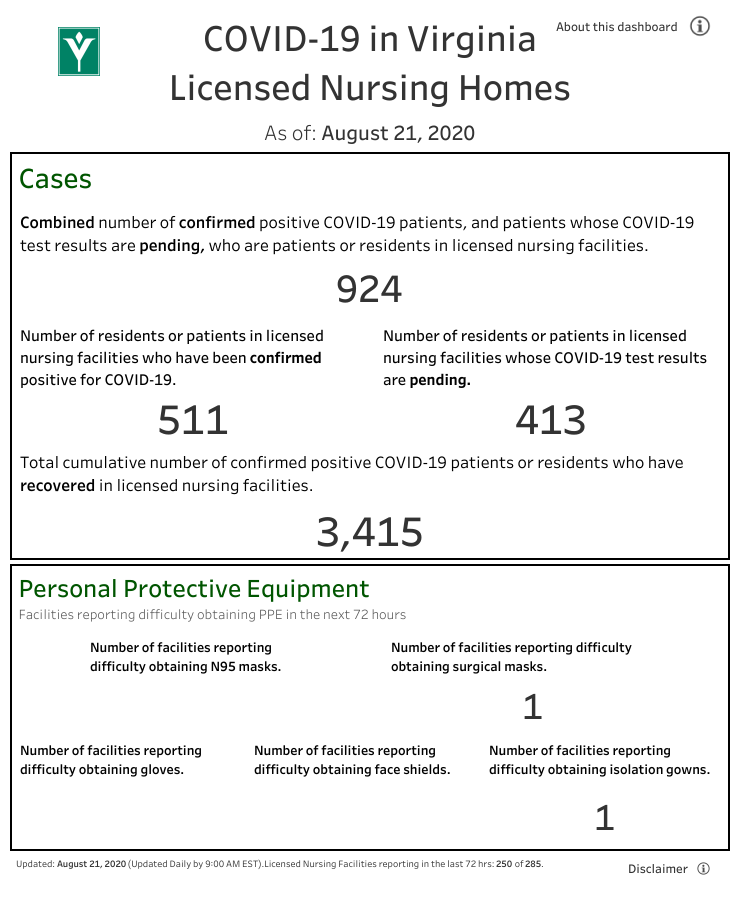 COVID-19 in Virginia
Licensed Nursing Homes
About this dashboard
As of: August 21, 2020
Cases
Combined number of confirmed positive COVID-19 patients, and patients whose COVID-19
test results are pending, who are patients or residents in licensed nursing facilities.
924
Number of residents or patients in licensed
nursing facilities who have been confirmed
positive for COVID-19.
511
Number of residents or patients in licensed
nursing facilities whose COVID-19 test results
are pending.
413
Total cumulative number of confirmed positive COVID-19 patients or residents who have
recovered in licensed nursing facilities.
3,415
Personal Protective Equipment
Facilities reporting difficulty obtaining PPE in the next 72 hours
Number of facilities reporting
difficulty obtaining N95 masks.
Number of facilities reporting difficulty
obtaining surgical masks.
1
Number of facilities reporting
difficulty obtaining gloves.
Number of facilities reporting
difficulty obtaining face shields.
Number of facilities reporting
difficulty obtaining isolation gowns.
1
Updated: August 21, 2020 (Updated Daily by 9:00 AM EST).Licensed Nursing Facilities reporting in the last 72 hrs: 250 of 285.
Disclaimer